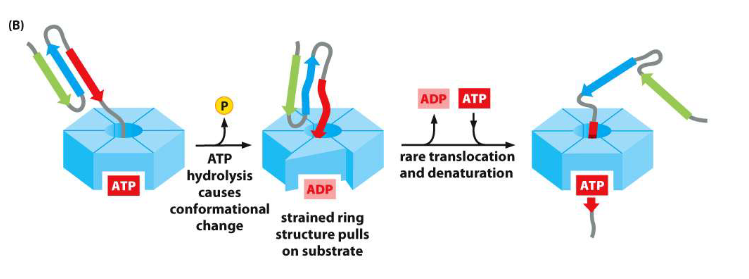 (B)
ATP
P
ATP
hydrolysis
causes
conformational
change
ADP
strained ring
structure pulls
on substrate
ADP
ATP
rare translocation
and denaturation
ATP